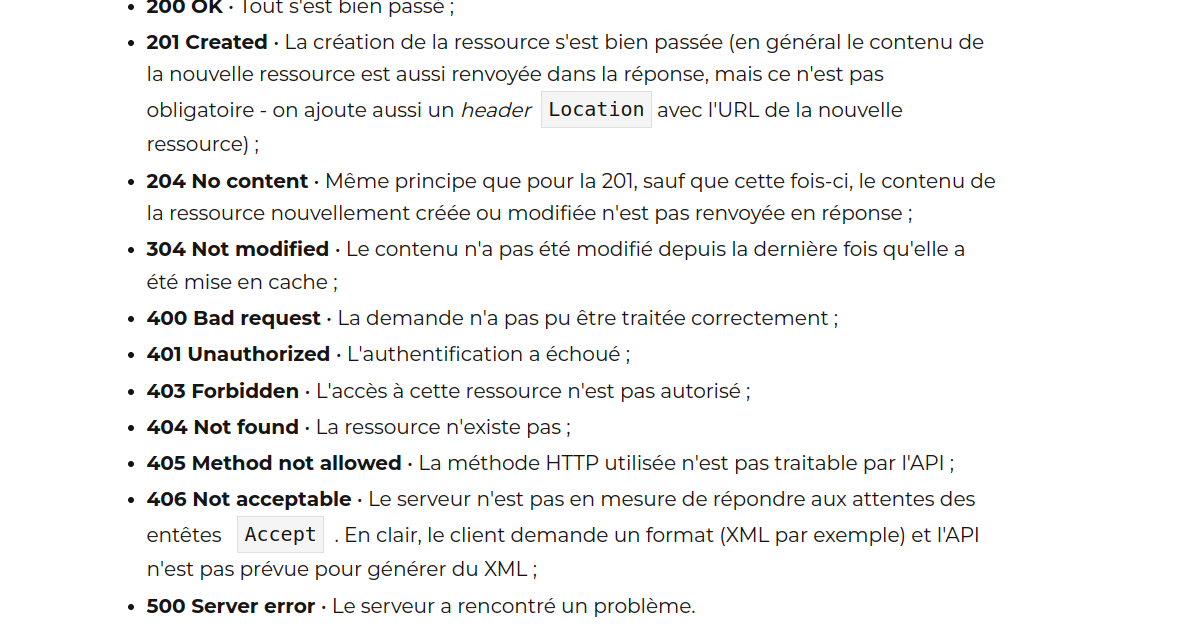 • 200 OK · Tout s'est bien passé ;
• 201 Created · La création de la ressource s'est bien passée (en général le contenu de
la nouvelle ressource est aussi renvoyée dans la réponse, mais ce n'est pas
obligatoire - on ajoute aussi un header Location avec l'URL de la nouvelle
ressource) ;
• 204 No content · Même principe que pour la 201, sauf que cette fois-ci, le contenu de
la ressource nouvellement créée ou modifiée n'est pas renvoyée en réponse ;
• 304 Not modified · Le contenu n'a pas été modifié depuis la dernière fois qu'elle a
été mise en cache ;
• 400 Bad request · La demande n'a pas pu être traitée correctement ;
• 401 Unauthorized · L'authentification a échoué ;
• 403 Forbidden · L'accès à cette ressource n'est pas autorisé ;
• 404 Not found · La ressource n'existe pas ;
• 405 Method not allowed · La méthode HTTP utilisée n'est pas traitable par l'API ;
• 406 Not acceptable · Le serveur n'est pas en mesure de répondre aux attentes des
entêtes Accept . En clair, le client demande un format (XML par exemple) et l'API
n'est pas prévue pour générer du XML ;
• 500 Server error · Le serveur a rencontré un problème.